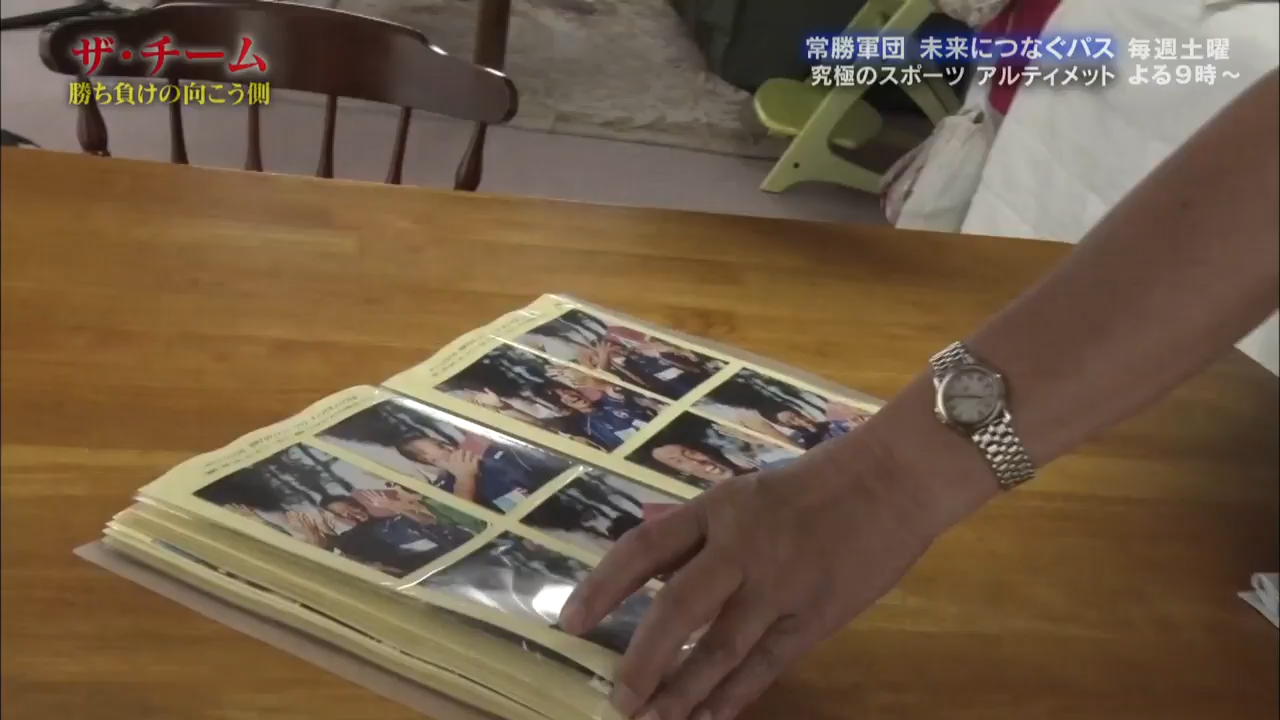 ザ・チーム
勝ち負けの向こう側
常勝軍団 未来につなぐパス 毎週土曜
究極のスポーツ アルティメット よる9時～